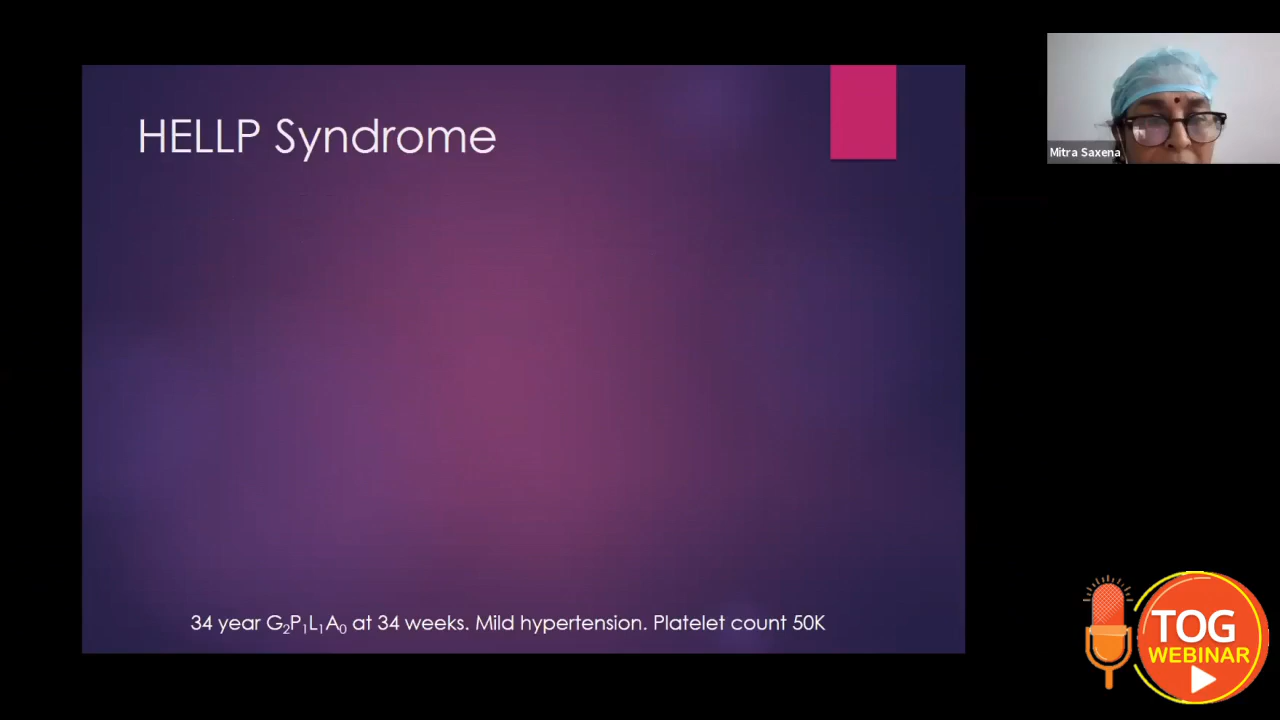 HELLP Syndrome
Mitra Saxena
34 year G₂P₁L₁A₀ at 34 weeks. Mild hypertension. Platelet count 50K
TOG
WEBINAR